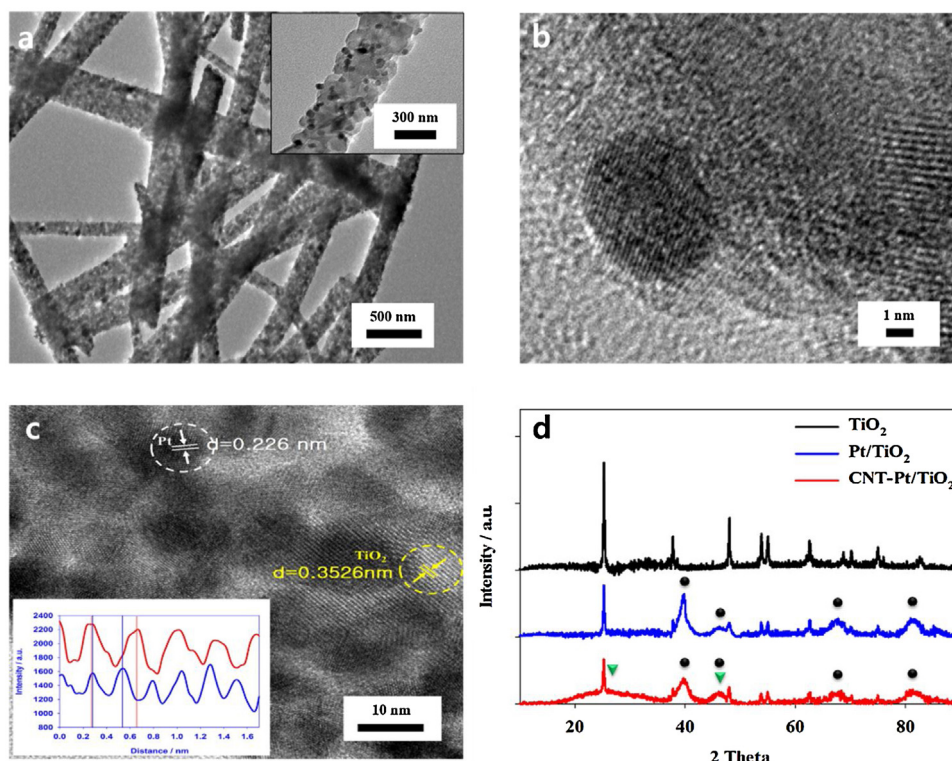 a
300 nm
500 nm
b
1 nm
c
Pt
d=0.226 nm
TiO2
d=0.3526nm
10 nm
Intensity / a.u.
2400
2200
2000
1800
1600
1400
1200
1000
800
0.0 0.2 0.4 0.6 0.8 1.0 1.2 1.4 1.6
Distance / nm
d
TiO2
Pt/TiO2
CNT-Pt/TiO2
Intensity / a.u.
20 40 60 80
2 Theta